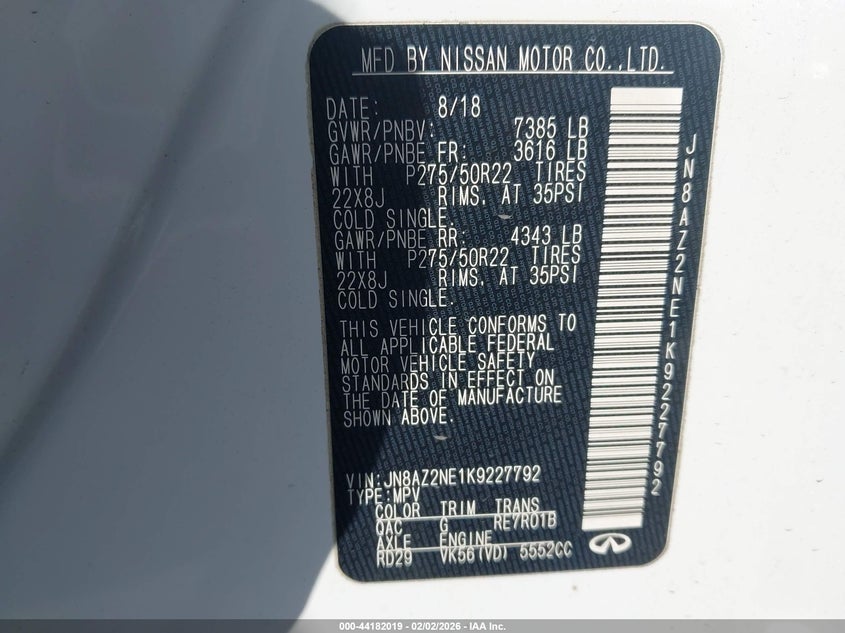 MFD BY NISSAN MOTOR CO.,LTD.
DATE: 8/18
GVWR/PNBV: 7385 LB
GAWR/PNBE FR: 3616 LB
WITH P275/50R22 TIRES
22X8J RIMS, AT 35PSI
COLD SINGLE.
GAWR/PNBE RR: 4343 LB
WITH P275/50R22 TIRES
22X8J RIMS, AT 35PSI
COLD SINGLE.
THIS VEHICLE CONFORMS TO
ALL APPLICABLE FEDERAL
MOTOR VEHICLE SAFETY
STANDARDS IN EFFECT ON
THE DATE OF MANUFACTURE
SHOWN ABOVE.
VIN:JN8AZ2NE1K9227792
TYPE:MPV
COLOR TRIM TRANS
QAC G RE7R01B
AXLE ENGINE
RD29 VK56(VD) 5552CC
JN8AZ2NE1K9227792
000-44182019 - 02/02/2026 - IAA Inc.